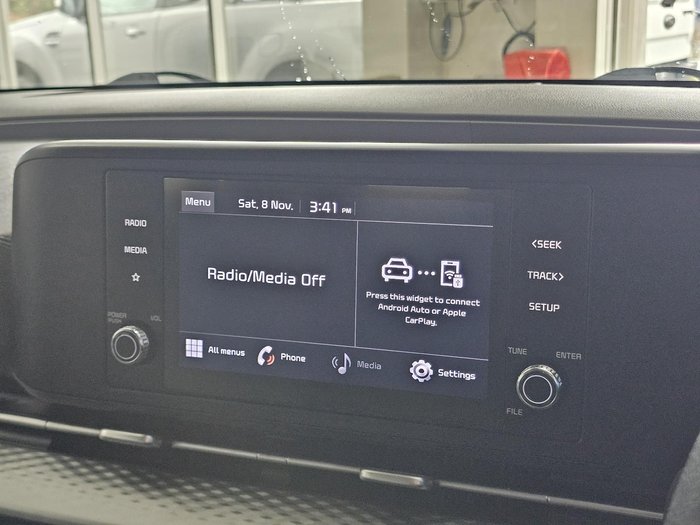 Menu Sat, 8 Nov. 3:41 PM
RADIO
MEDIA
POWER
PUSH
VOL
Radio/Media Off
Press this widget to connect
Android Auto or Apple
CarPlay.
All menus Phone Media Settings
<SEEK
TRACK>
SETUP
TUNE
ENTER
FILE